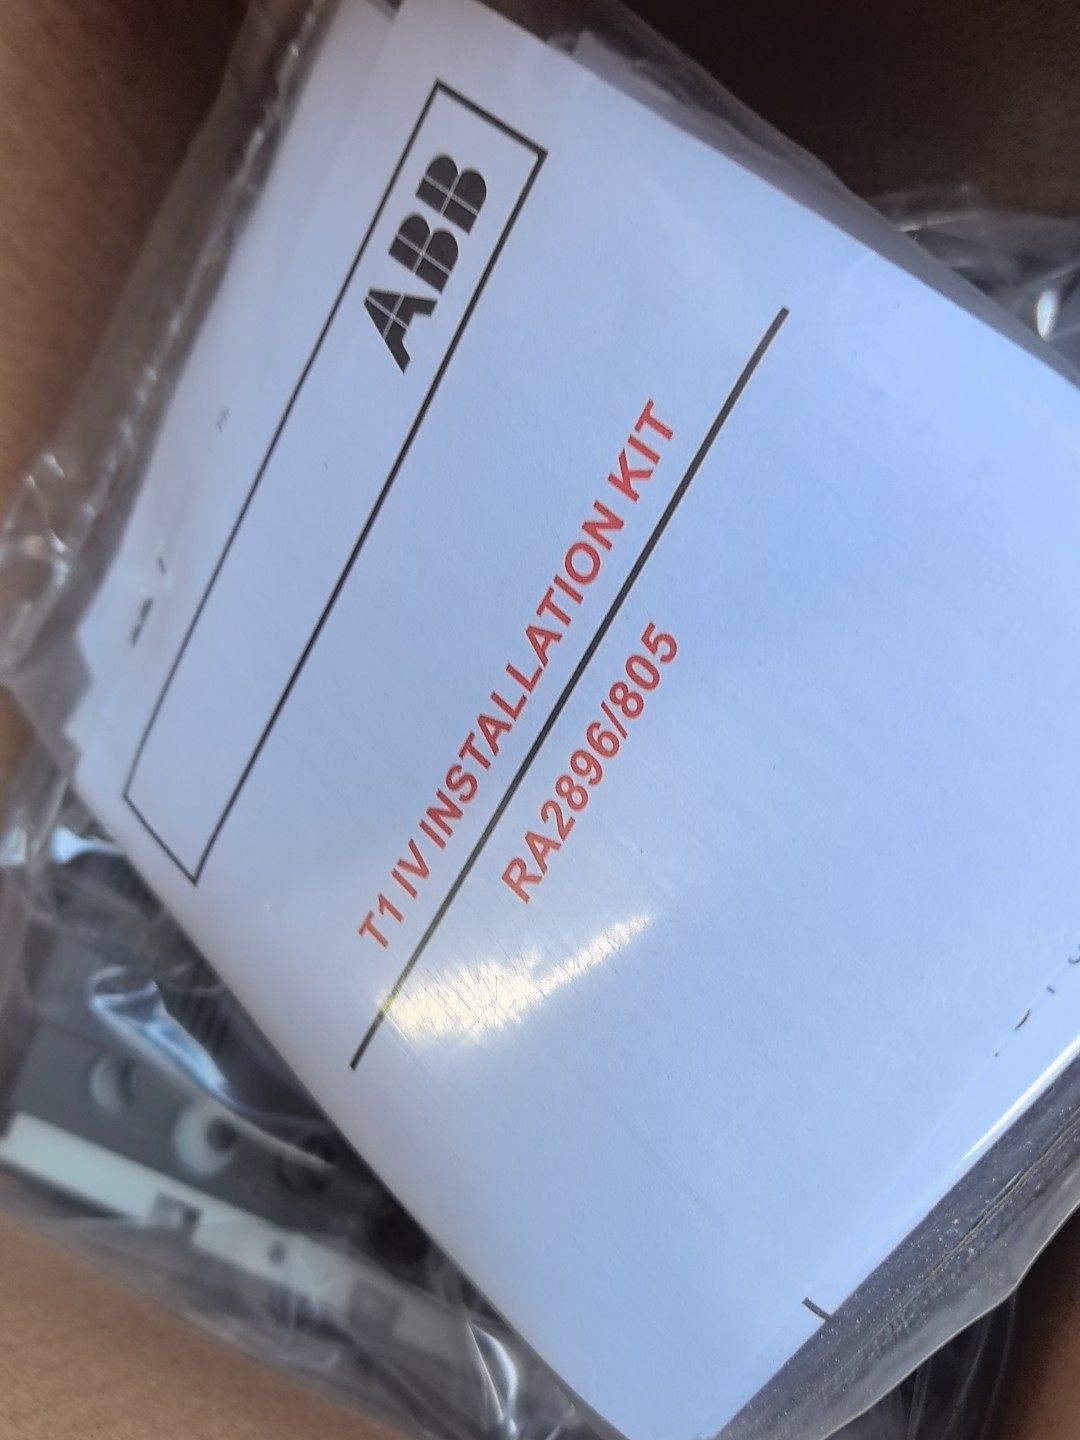 ABB
T1 IV INSTALLATION KIT
RA2896/805